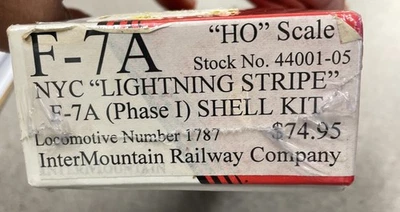 "HO" Scale
F-7A
Stock No. 44001-05
NYC "LIGHTNING STRIPE"
F-7A (Phase I) SHELL KIT
Locomotive Number 1787 $74.95
InterMountain Railway Company
INTERMOUNTAIN